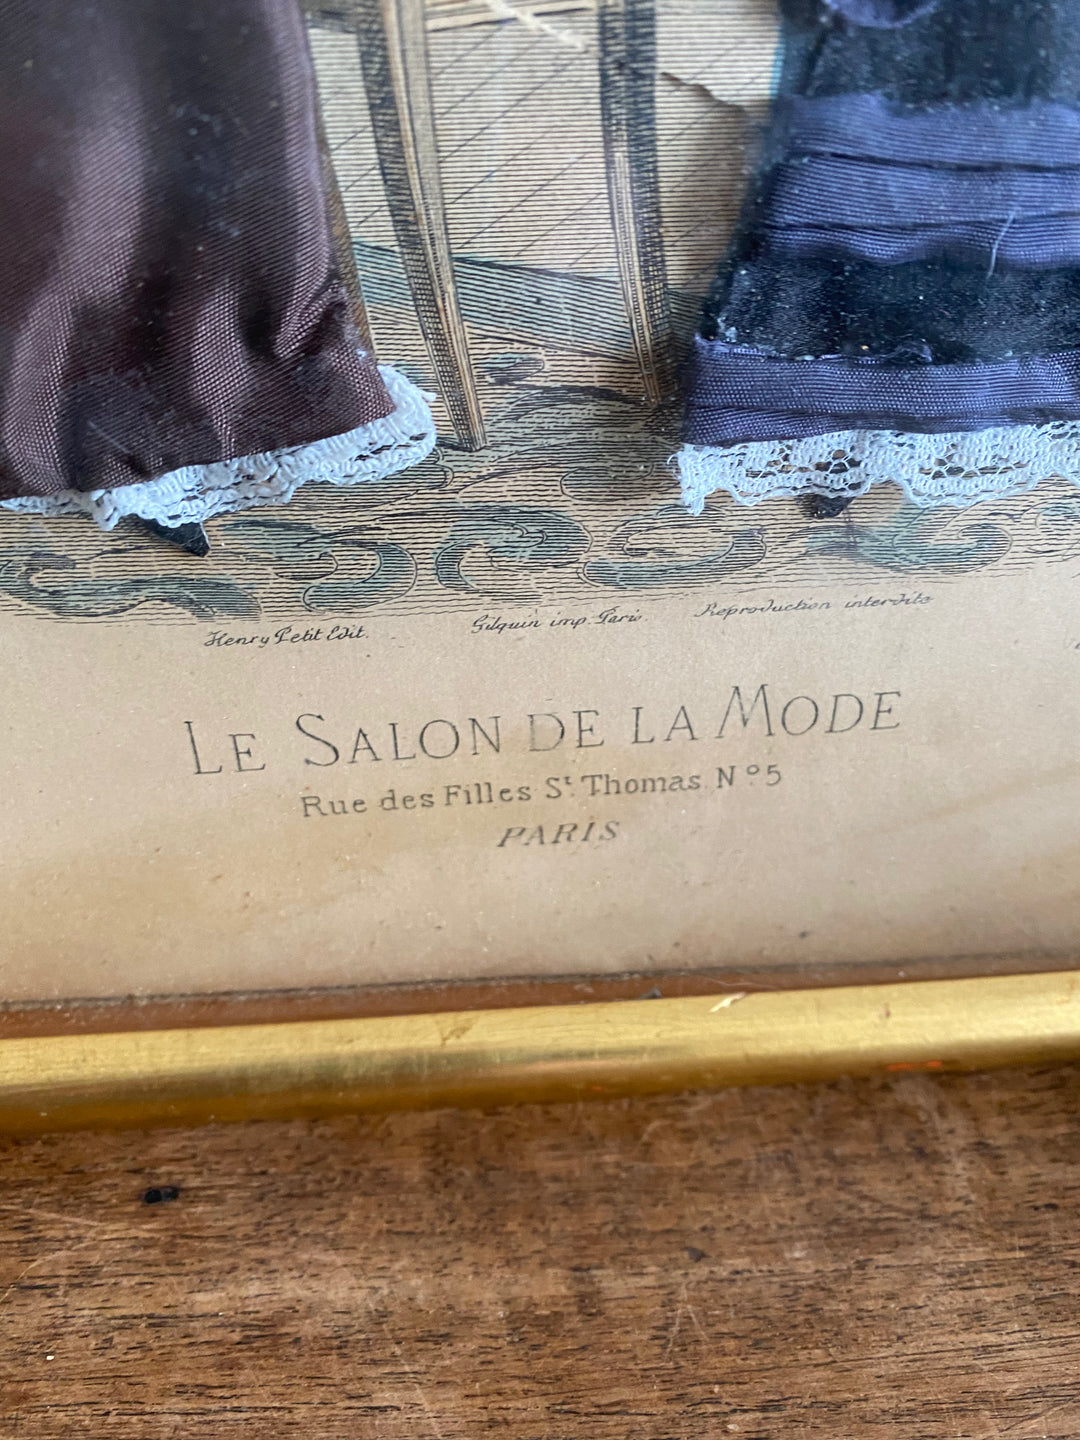 Henry Petit Edit. Gilquin imp. Paris. Reproduction interdite
LE SALON DE LA MODE
Rue des Filles St. Thomas. No 5
PARIS